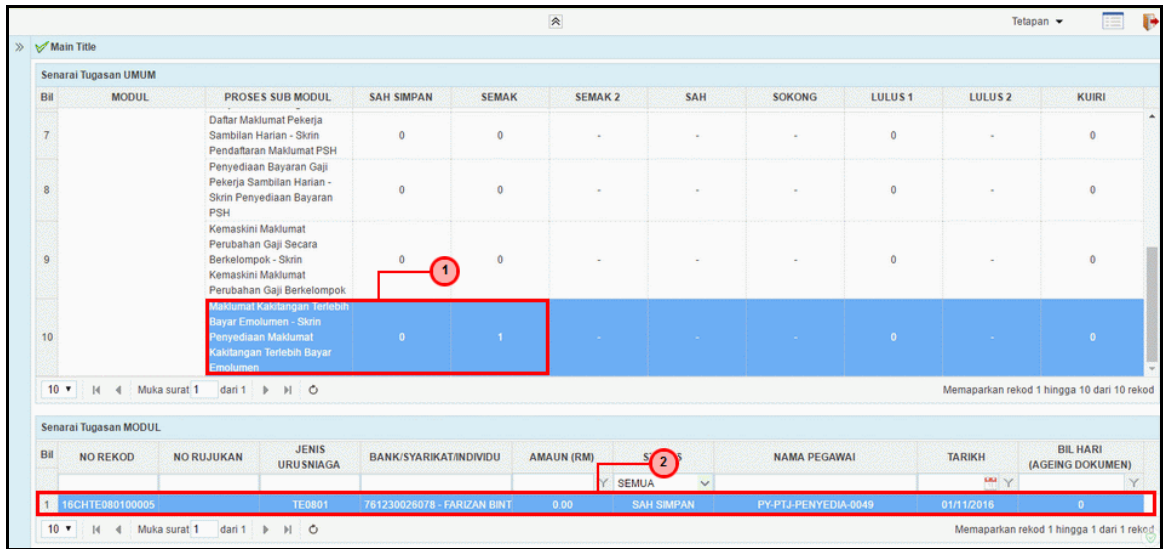 Tetapan
Main Title
Senarai Tugasan UMUM
Bil MODUL PROSES SUB MODUL SAH SIMPAN SEMAK SEMAK 2 SAH SOKONG LULUS 1 LULUS 2 KUIRI
7 Daftar Maklumat Pekerja
Sambilan Harian - Skrin
Pendaftaran Maklumat PSH
0 0 - - - 0 - 0
8 Penyediaan Bayaran Gaji
Pekerja Sambilan Harian -
Skrin Penyediaan Bayaran
PSH
0 0 - - - 0 - 0
9 Kemaskini Maklumat
Perubahan Gaji Secara
Berkelompok - Skrin
Kemaskini Maklumat
Perubahan Gaji Berkelompok
0 0 - - - 0 - 0
1
10 Maklumat Kakitangan Terlebih
Bayar Emolumen - Skrin
Penyediaan Maklumat
Kakitangan Terlebih Bayar
Emolumen
0 1 - - - 0 - 0
10 Muka surat 1 dari 1 Memaparkan rekod 1 hingga 10 dari 10 rekod
Senarai Tugasan MODUL
Bil NO REKOD NO RUJUKAN JENIS
URUSNIAGA BANK/SYARIKAT/INDIVIDU AMAUN (RM) NAMA PEGAWAI TARIKH BIL HARI
(AGEING DOKUMEN)
2
SEMUA
1 16CHTE080100005 TE0801 761230026078 - FARIZAN BINT 0.00 SAH SIMPAN PY-PTJ-PENYEDIA-0049 01/11/2016 0
10 Muka surat 1 dari 1 Memaparkan rekod 1 hingga 1 dari 1 rekod